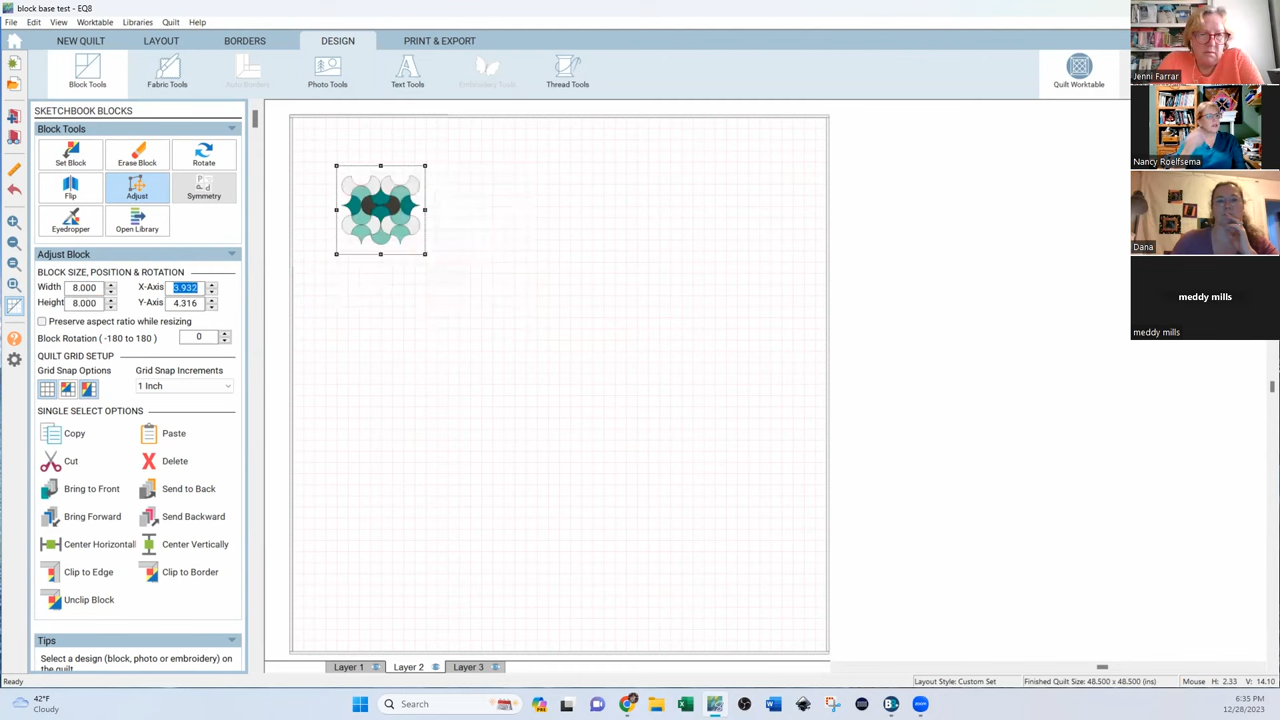 block base test - EQ8
File Edit View Worktable Libraries Quilt Help
NEW QUILT LAYOUT BORDERS DESIGN PRINT & EXPORT
Block Tools Fabric Tools Auto Borders Photo Tools Text Tools Embroidery Tools Thread Tools Quilt Worktable
SKETCHBOOK BLOCKS
Block Tools
Set Block Erase Block Rotate
Flip Adjust Symmetry
Eyedropper Open Library
Adjust Block
BLOCK SIZE, POSITION & ROTATION
Width 8.000 X-Axis 3.932
Height 8.000 Y-Axis 4.316
Preserve aspect ratio while resizing
Block Rotation ( -180 to 180 ) 0
QUILT GRID SETUP
Grid Snap Options Grid Snap Increments
1 Inch
SINGLE SELECT OPTIONS
Copy Paste
Cut Delete
Bring to Front Send to Back
Bring Forward Send Backward
Center Horizontall Center Vertically
Clip to Edge Clip to Border
Unclip Block
Tips
Select a design (block, photo or embroidery) on
the quilt.
Layer 1 Layer 2 Layer 3
Ready Layout Style: Custom Set Finished Quilt Size: 48.500 x 48.500 (ins) Mouse H: 2.33 V: 14.10
Jenni Farrar
Nancy Roelfsema
Dana
meddy mills
meddy mills
42°F
Cloudy
Search
6:35 PM
12/28/2023